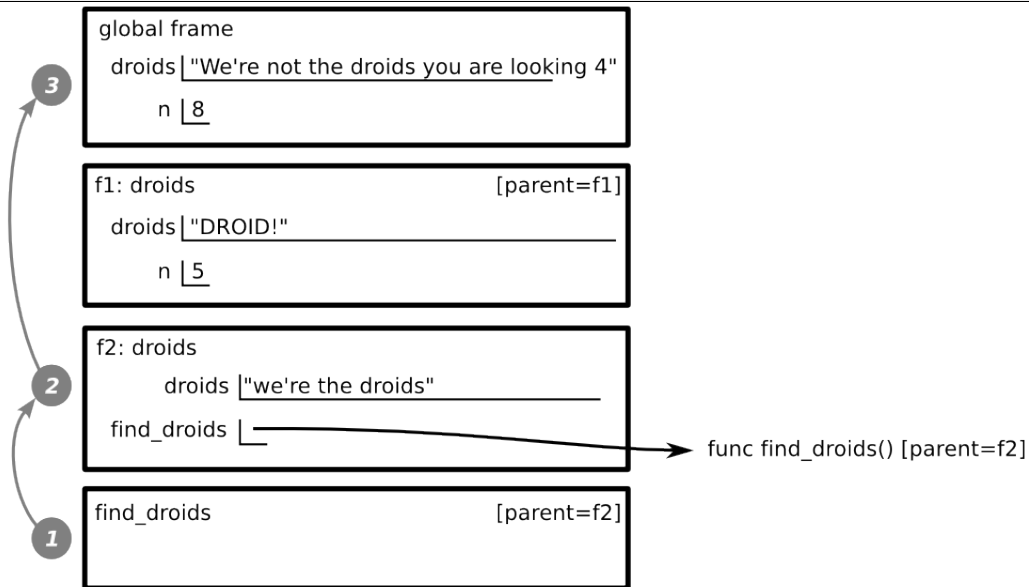 global frame
droids "We're not the droids you are looking 4"
3
n 8
f1: droids [parent=f1]
droids "DROID!"
n 5
f2: droids
2
droids "we're the droids"
find_droids
func find_droids() [parent=f2]
find_droids [parent=f2]
1